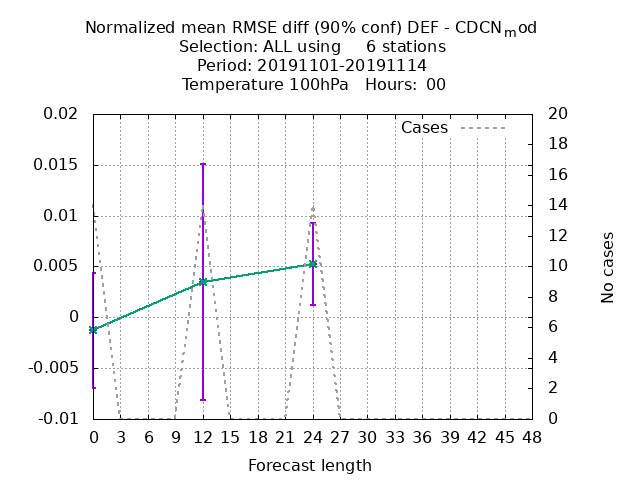 Normalized mean RMSE diff (90% conf) DEF - CDCNmod
Selection: ALL using 6 stations
Period: 20191101-20191114
Temperature 100hPa Hours: 00
Cases
0.02
0.015
0.01
0.005
0
-0.005
-0.01
20
18
16
14
12
10
8
6
4
2
0
No cases
0 3 6 9 12 15 18 21 24 27 30 33 36 39 42 45 48
Forecast length